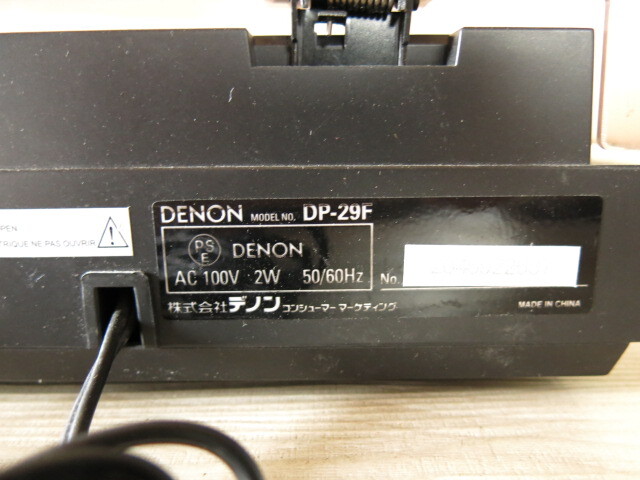 PEN
TRIQUE NE PAS OUVRIR
DENON MODEL NO. DP-29F
PS
E
DENON
AC 100V 2W 50/60Hz
No.
株式会社デノン コンシューマー マーケティング
MADE IN CHINA